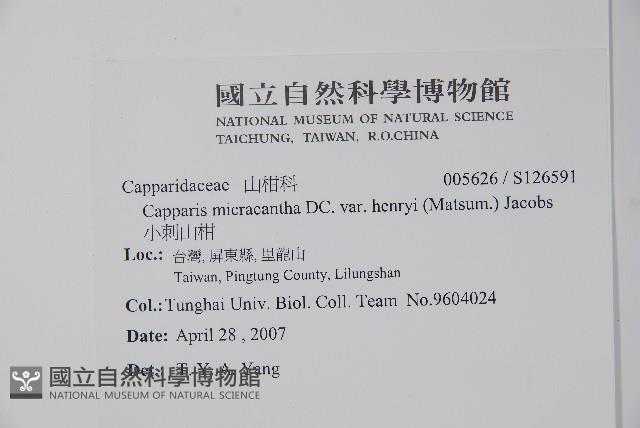 國立自然科學博物館
NATIONAL MUSEUM OF NATURAL SCIENCE
TAICHUNG, TAIWAN, R.O.CHINA
Capparidaceae 山柑科 005626 / S126591
Capparis micracantha DC. var. henryi (Matsum.) Jacobs
小刺山柑
Loc.: 台灣, 屏東縣, 里龍山
Taiwan, Pingtung County, Lilungshan
Col.: Tunghai Univ. Biol. Coll. Team No.9604024
Date: April 28 , 2007
Det.: T. Y. A. Yang
國立自然科學博物館
NATIONAL MUSEUM OF NATURAL SCIENCE